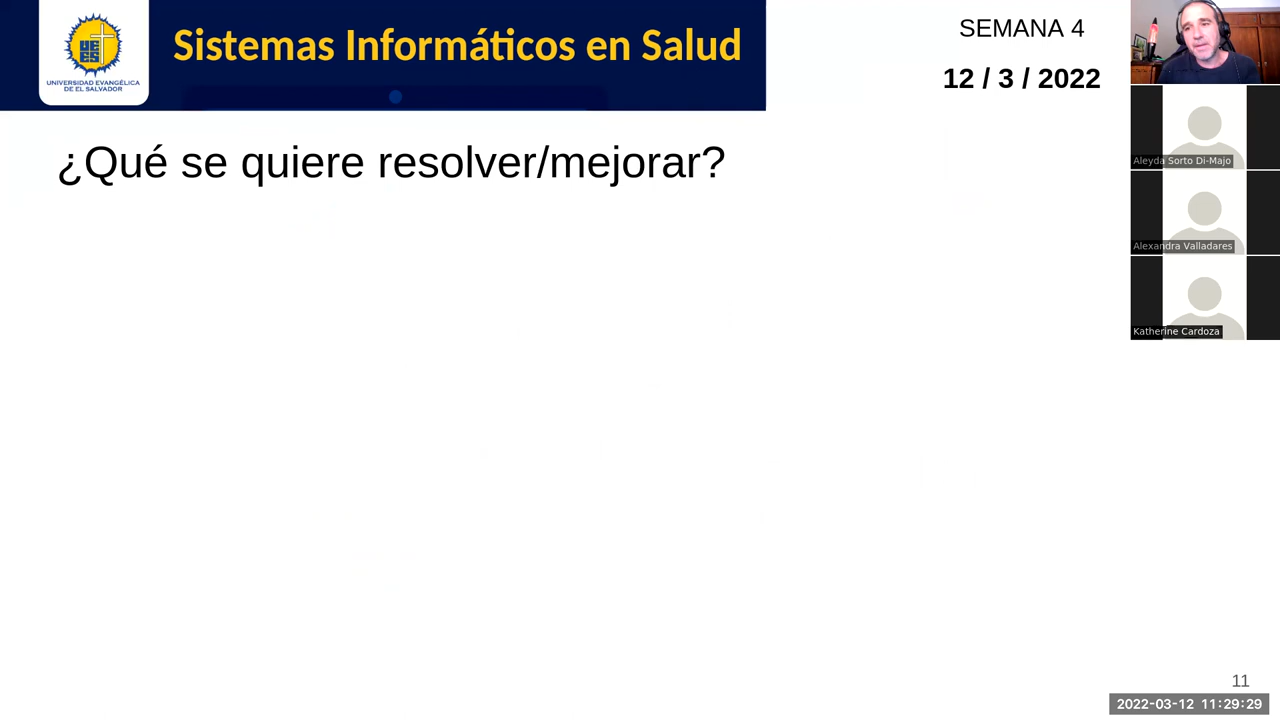 UNIVERSIDAD EVANGÉLICA
DE EL SALVADOR
Sistemas Informáticos en Salud
SEMANA 4
12 / 3 / 2022
¿Qué se quiere resolver/mejorar?
Aleyda Sorto Di-Majo
Alexandra Valladares
Katherine Cardoza
11
2022-03-12 11:29:29